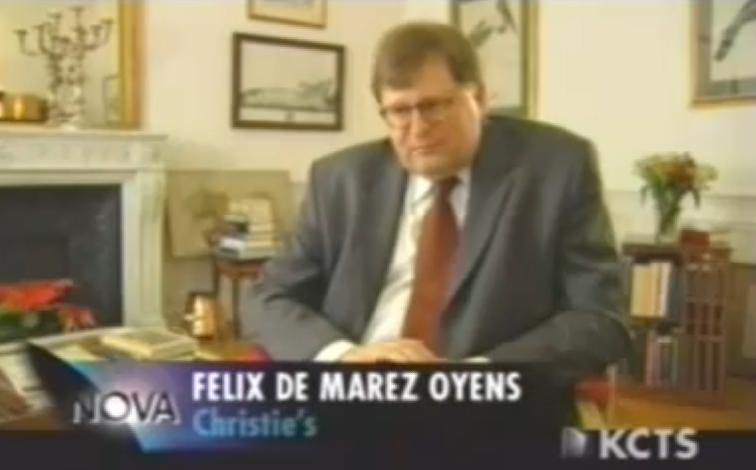 FELIX DE MAREZ OYENS
NOVA
Christie's
KCTS